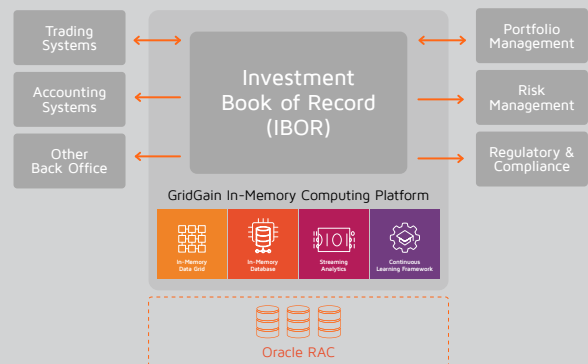 Trading
Systems
Accounting
Systems
Other
Back Office
Investment
Book of Record
(IBOR)
Portfolio
Management
Risk
Management
Regulatory &
Compliance
GridGain In-Memory Computing Platform
In-Memory
Data Grid
In-Memory
Database
Streaming
Analytics
Continuous
Learning Framework
Oracle RAC